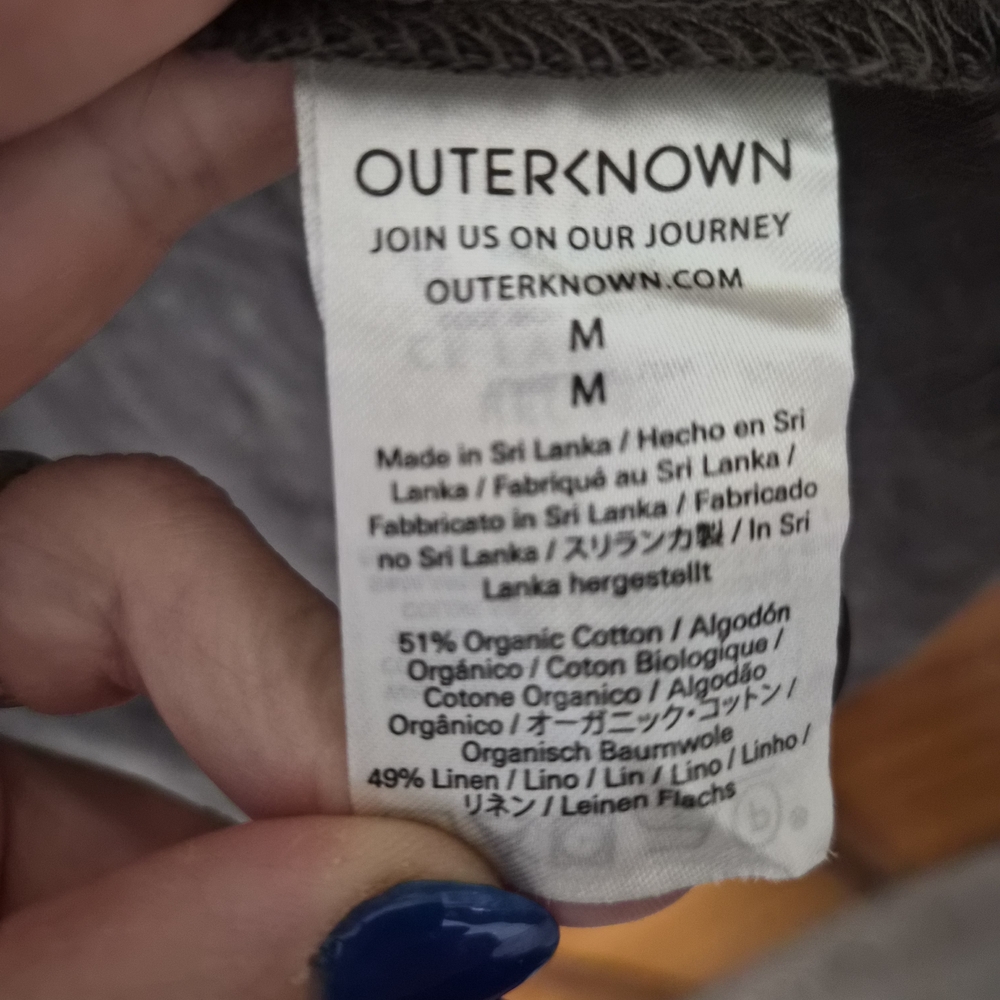 OUTERKNOWN
JOIN US ON OUR JOURNEY
OUTERKNOWN.COM
M
M
Made in Sri Lanka / Hecho en Sri
Lanka / Fabriqué au Sri Lanka /
Fabbricato in Sri Lanka / Fabricado
no Sri Lanka / スリランカ製 / In Sri
Lanka hergestellt
51% Organic Cotton / Algodón
Orgánico / Coton Biologique /
Cotone Organico / Algodão
Orgânico / オーガニック・コットン /
Organisch Baumwole
49% Linen / Lino / Lin / Lino / Linho /
リネン / Leinen Flachs